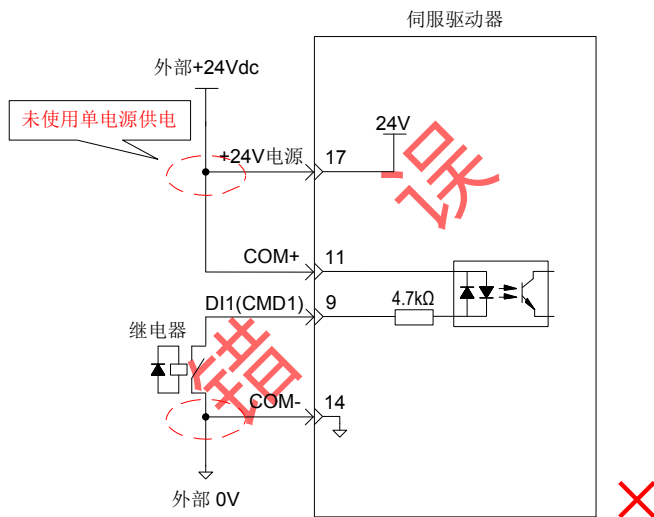 伺服驱动器
外部+24Vdc
未使用单电源供电
24V
+24V电源
17
误
COM+
11
DI1(CMD1)
9
4.7kΩ
继电器
错
COM-
14
外部 0V